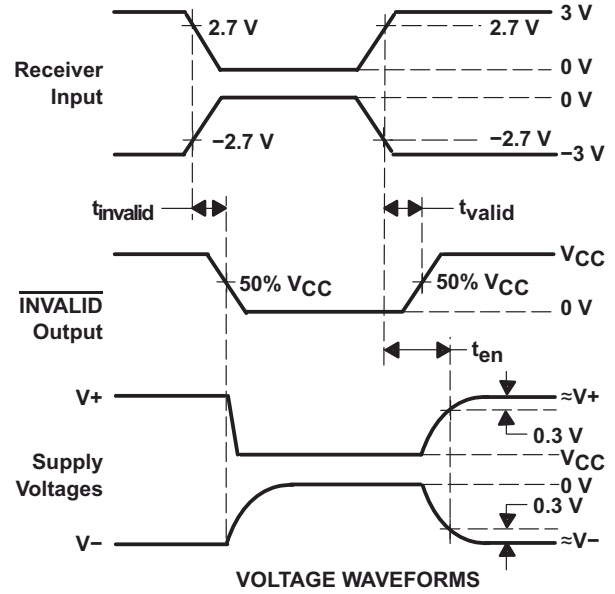 3 V
2.7 V
2.7 V
Receiver
Input
0 V
0 V
−2.7 V
−2.7 V
−3 V
tinvalid
tvalid
VCC
50% VCC
50% VCC
INVALID
Output
0 V
ten
V+
≈V+
0.3 V
Supply
Voltages
VCC
0 V
0.3 V
V−
≈V−
VOLTAGE WAVEFORMS